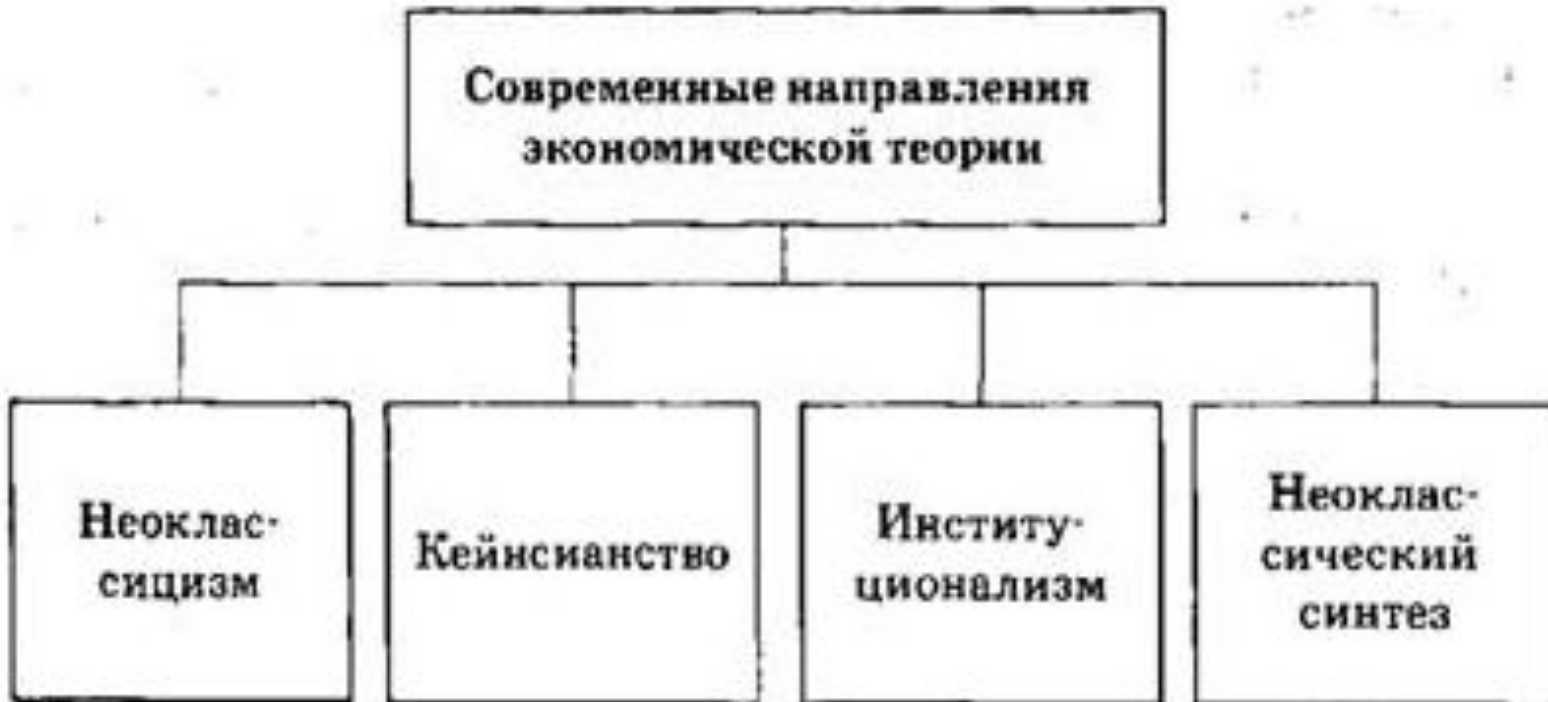 Современные направления
экономической теории
Неоклас-
сицизм
Кейнсианство
Институ-
ционализм
Неоклас-
сический
синтез